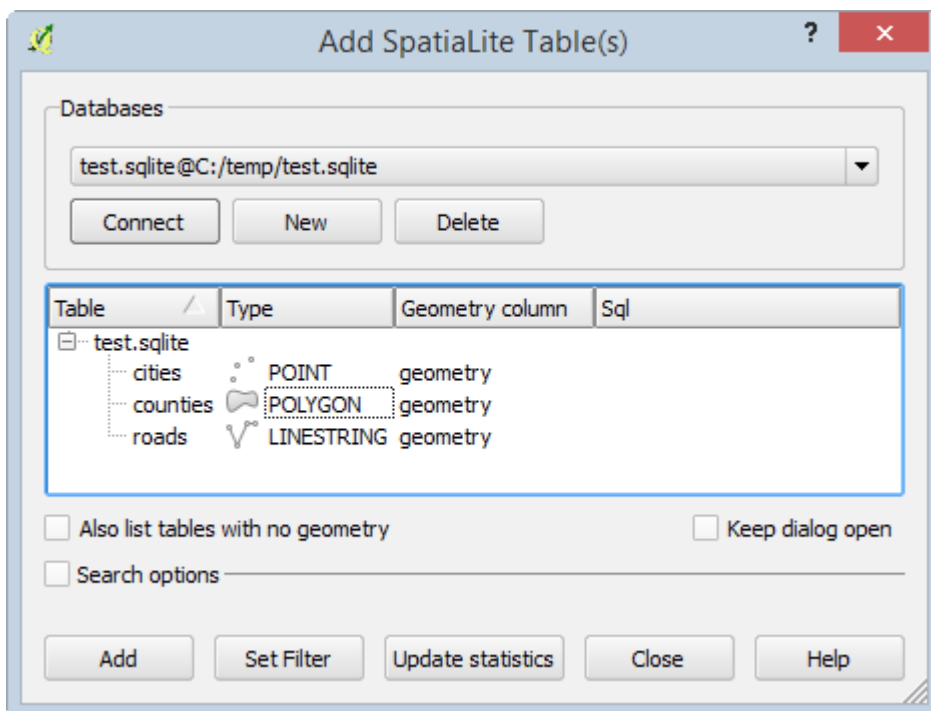 Add SpatiaLite Table(s) ?
Databases
test.sqlite@C:/temp/test.sqlite
Connect New Delete
Table Type Geometry column Sql
test.sqlite
cities POINT geometry
counties POLYGON geometry
roads LINESTRING geometry
Also list tables with no geometry Keep dialog open
Search options
Add Set Filter Update statistics Close Help